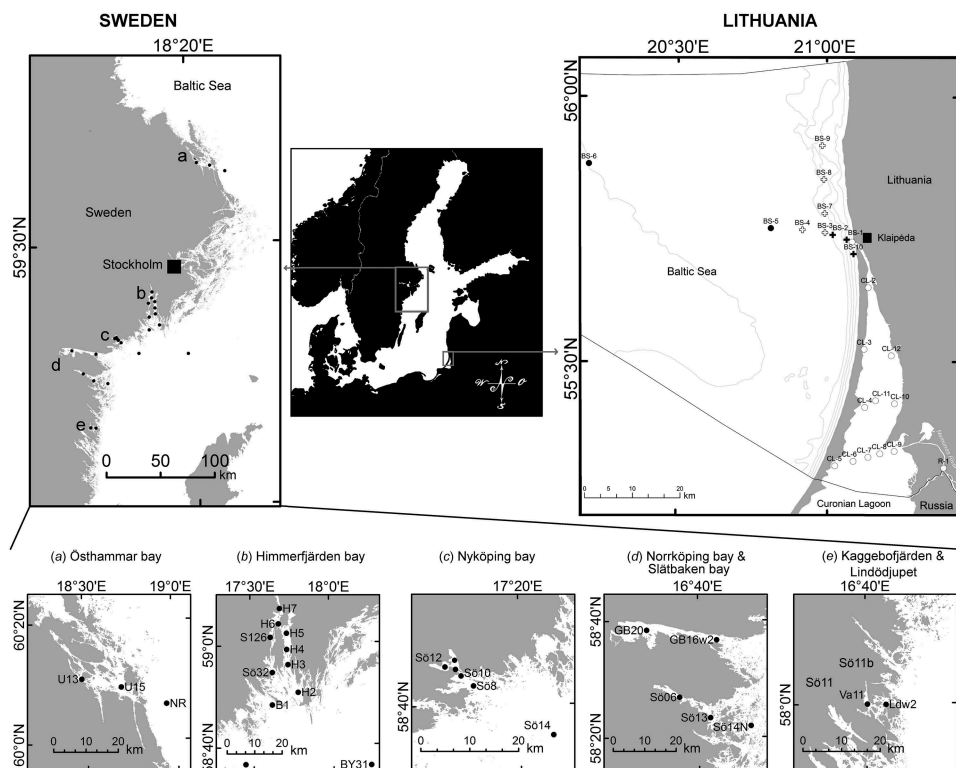 SWEDEN
18°20'E
Baltic Sea
a
Sweden
59°30'N
Stockholm
b
c
d
e
0 50 100
km
N
W O
S
LITHUANIA
20°30'E 21°00'E
56°00'N
BS-9
BS-6
BS-8
Lithuania
BS-7
BS-5
BS-4
BS-3
BS-2
BS-1
Klaipéda
BS-10
Baltic Sea
CL-2
CL-3
CL-12
55°30'N
CL-11
CL-4
CL-10
CL-5
CL-6
CL-7
CL-8
CL-9
R-1
0 5 10 20
km
Curonian Lagoon
Russia
(a) Östhammar bay
18°30'E 19°0'E
60°20'N
U13
U15
NR
60°0'N
0 10 20
km
(b) Himmerfjärden bay
17°30'E 18°0'E
H7
H6
S126
H5
59°0'N
H4
H3
Sö32
H2
B1
0 10 20
km
58°40'N
BY31
(c) Nyköping bay
17°20'E
Sö12
Sö10
Sö8
58°40'N
Sö14
0 10 20
km
(d) Norrköping bay &
Slätbaken bay
16°40'E
58°40'N
GB20
GB16w2
Sö06
Sö13
Sö14N
58°20'N
0 10 20
km
(e) Kaggebofjärden &
Lindödjupet
16°40'E
Sö11b
Sö11
Va11
58°0'N
Ldw2
0 10 20
km